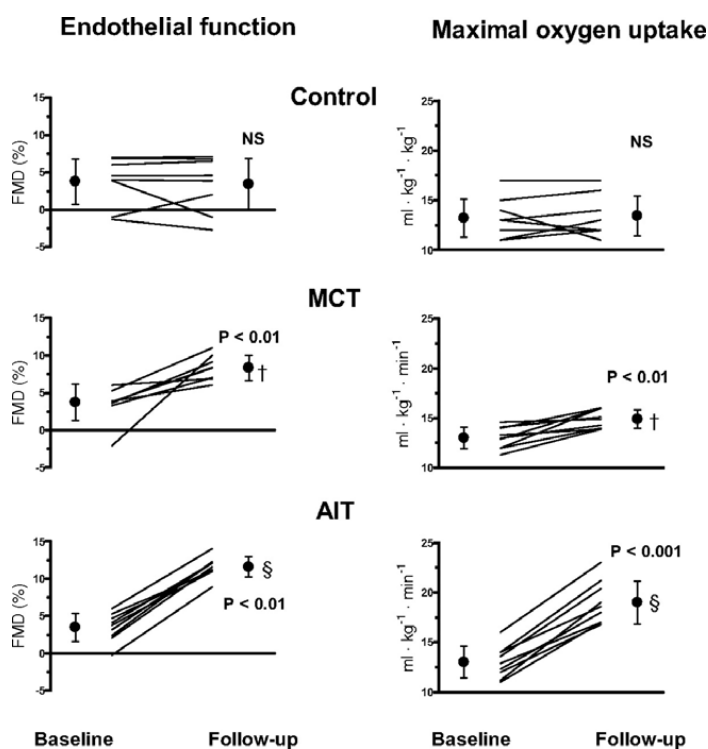 Endothelial function
Maximal oxygen uptake
Control
FMD (%)
15
10
5
0
-5
NS
ml · kg⁻¹ · kg⁻¹
25
20
15
10
NS
MCT
FMD (%)
15
10
5
0
-5
P < 0.01
†
ml · kg⁻¹ · min⁻¹
25
20
15
10
P < 0.01
†
AIT
FMD (%)
15
10
5
0
-5
§
P < 0.01
ml · kg⁻¹ · min⁻¹
25
20
15
10
P < 0.001
§
Baseline
Follow-up
Baseline
Follow-up